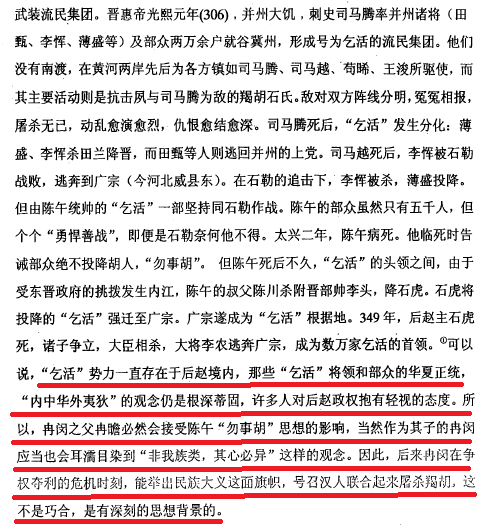 武装流民集团。晋惠帝光熙元年(306)，并州大饥，刺史司马腾率并州诸将（田
甄、李恽、薄盛等）及部众两万余户就谷冀州，形成号为乞活的流民集团。他们
没有南渡，在黄河两岸先后为各方镇如司马腾、司马越、苟晞、王浚所驱使，而
其主要活动则是抗击夙与司马腾为敌的羯胡石氏。敌对双方阵线分明，冤冤相报，
屠杀无已，动乱愈演愈烈，仇恨愈结愈深。司马腾死后，“乞活”发生分化：薄
盛、李恽杀田兰降晋，而田甄等人则逃回并州的上党。司马越死后，李恽被石勒
战败，逃奔到广宗（今河北威县东）。在石勒的追击下，李恽被杀，薄盛投降。
但由陈午统帅的“乞活”一部坚持同石勒作战。陈午的部众虽然只有五千人，但
个个“勇悍善战”，即便是石勒奈何他不得。太兴二年，陈午病死。他临死时告
诫部众绝不投降胡人，“勿事胡”。但陈午死后不久，“乞活”的头领之间，由于
受东晋政府的挑拨发生内江，陈午的叔父陈川杀附晋部帅李头，降石虎。石虎将
投降的“乞活”强迁至广宗。广宗遂成为“乞活”根据地。349年，后赵主石虎
死，诸子争立，大臣相杀，大将李农逃奔广宗，成为数万家乞活的首领。①可以
说，“乞活”势力一直存在于后赵境内，那些“乞活”将领和部众的华夏正统，
“内中华外夷狄”的观念仍是根深蒂固，许多人对后赵政权抱有轻视的态度。所
以，冉闵之父冉瞻必然会接受陈午“勿事胡”思想的影响，当然作为其子的冉闵
应当也会耳濡目染到“非我族类，其心必异”这样的观念。因此，后来冉闵在争
权夺利的危机时刻，能举出民族大义这面旗帜，号召汉人联合起来屠杀羯胡，这
不是巧合，是有深刻的思想背景的。